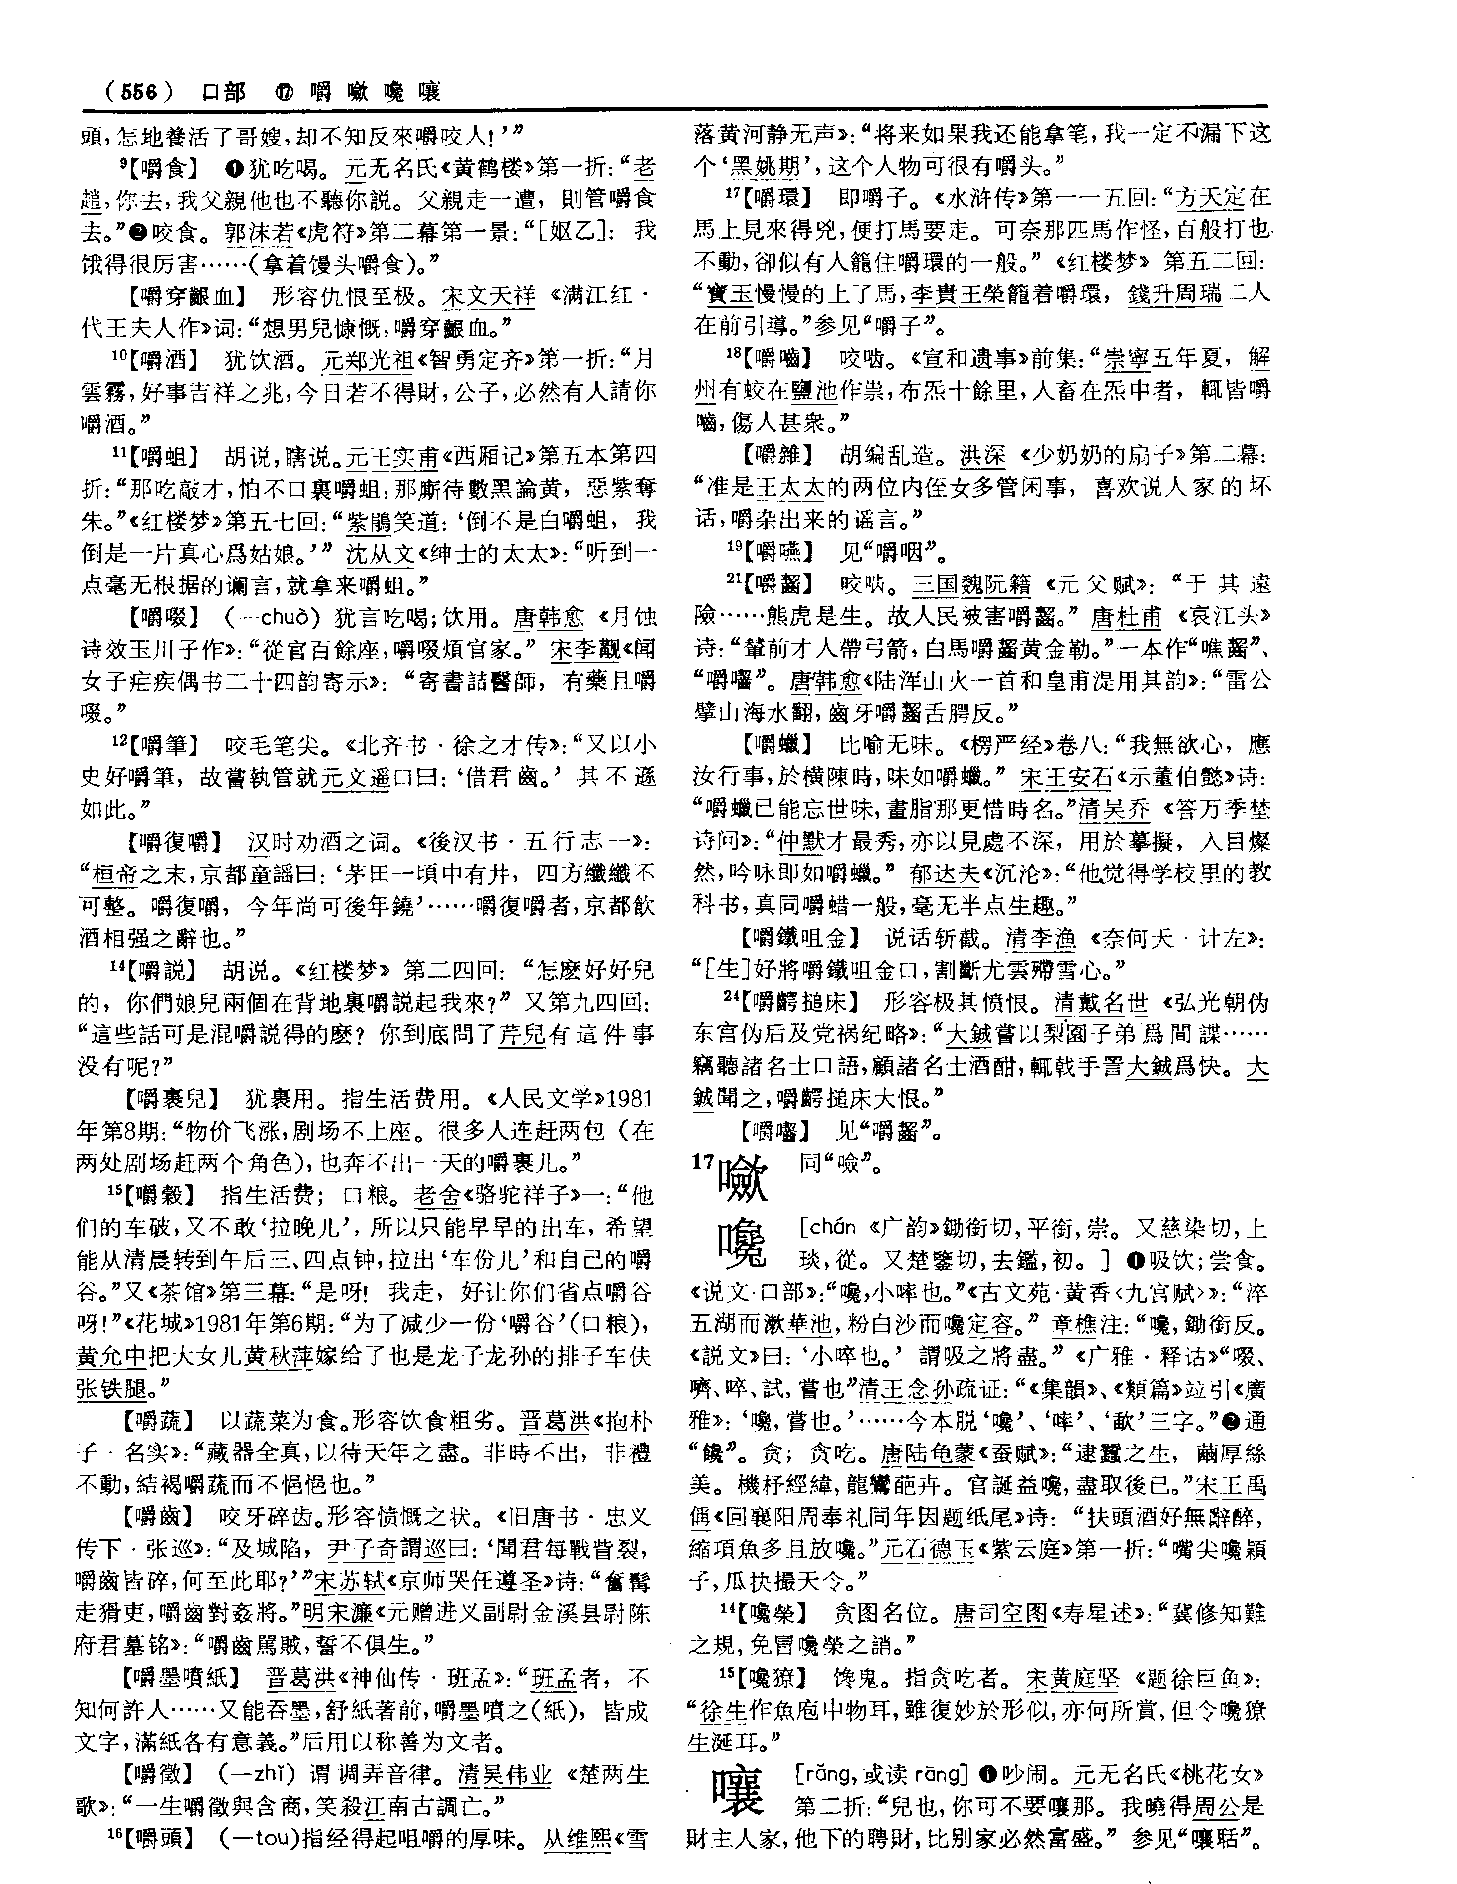 （556） 口部 ⑰ 嚼 噷 嚵 嚷
頭，怎地養活了哥嫂，却不知反來嚼咬人！’”
⁹【嚼食】 ❶犹吃喝。元无名氏《黄鹤楼》第一折：“老
趙，你去，我父親他也不聽你説。父親走一遭，則管嚼食
去。”❷咬食。郭沫若《虎符》第二幕第一景：“［妪乙］：我
饿得很厉害……（拿着馒头嚼食）。”
【嚼穿齦血】 形容仇恨至极。宋文天祥《满江红·
代王夫人作》词：“想男兒慷慨，嚼穿齦血。”
¹⁰【嚼酒】 犹饮酒。元郑光祖《智勇定齐》第一折：“月
雲霧，好事吉祥之兆，今日若不得財，公子，必然有人請你
嚼酒。”
¹¹【嚼蛆】 胡说，瞎说。元王实甫《西厢记》第五本第四
折：“那吃敲才，怕不口裏嚼蛆；那厮待數黑論黄，惡紫奪
朱。”《红楼梦》第五七回：“紫鵑笑道：‘倒不是白嚼蛆，我
倒是一片真心爲姑娘。’”沈从文《绅士的太太》：“听到一
点毫无根据的谰言，就拿来嚼蛆。”
【嚼啜】 （—chuò）犹言吃喝；饮用。唐韩愈《月蚀
诗效玉川子作》：“從官百餘座，嚼啜煩官家。”宋李觏《闻
女子疟疾偶书二十四韵寄示》：“寄書詰醫師，有藥且嚼
啜。”
¹²【嚼筆】 咬毛笔尖。《北齐书·徐之才传》：“又以小
史好嚼筆，故嘗執管就元文遥口曰：‘借君齒。’其不遜
如此。”
【嚼復嚼】 汉时劝酒之词。《後汉书·五行志一》：
“桓帝之末，京都童謡曰：‘茅田一頃中有井，四方纖纖不
可整。嚼復嚼，今年尚可後年鐃’……嚼復嚼者，京都飲
酒相强之辭也。”
¹⁴【嚼説】 胡说。《红楼梦》第二四回：“怎麽好好兒
的，你們娘兒兩個在背地裏嚼説起我來？”又第九四回：
“這些話可是混嚼説得的麽？你到底問了芹兒有這件事
没有呢？”
【嚼裹兒】 犹裹用。指生活费用。《人民文学》1981
年第8期：“物价飞涨，剧场不上座。很多人连赶两包（在
两处剧场赶两个角色），也奔不出一天的嚼裹儿。”
¹⁵【嚼穀】 指生活费；口粮。老舍《骆驼祥子》一：“他
们的车破，又不敢‘拉晚儿’，所以只能早早的出车，希望
能从清晨转到午后三、四点钟，拉出‘车份儿’和自己的嚼
谷。”又《茶馆》第三幕：“是呀！我走，好让你们省点嚼谷
呀！”《花城》1981年第6期：“为了减少一份‘嚼谷’（口粮），
黄允中把大女儿黄秋萍嫁给了也是龙子龙孙的排子车伕
张铁腿。”
【嚼蔬】 以蔬菜为食。形容饮食粗劣。晋葛洪《抱朴
子·名实》：“藏器全真，以待天年之盡。非時不出，非禮
不動，結褐嚼蔬而不悒悒也。”
【嚼齒】 咬牙碎齿。形容愤慨之状。《旧唐书·忠义
传下·张巡》：“及城陷，尹子奇謂巡曰：‘聞君每戰眥裂，
嚼齒皆碎，何至此耶？’”宋苏轼《京师哭任遵圣》诗：“奮髯
走猾吏，嚼齒對姦將。”明宋濂《元赠进义副尉金溪县尉陈
府君墓铭》：“嚼齒罵賊，誓不俱生。”
【嚼墨噴紙】 晋葛洪《神仙传·班孟》：“班孟者，不
知何許人……又能吞墨，舒紙著前，嚼墨噴之（紙），皆成
文字，滿紙各有意義。”后用以称善为文者。
【嚼徵】 （—zhǐ）谓调弄音律。清吴伟业《楚两生
歌》：“一生嚼徵與含商，笑殺江南古調亡。”
¹⁶【嚼頭】 （—tou）指经得起咀嚼的厚味。从维熙《雪
落黄河静无声》：“将来如果我还能拿笔，我一定不漏下这
个‘黑姚期’，这个人物可很有嚼头。”
¹⁷【嚼環】 即嚼子。《水浒传》第一一五回：“方天定在
馬上見來得兇，便打馬要走。可奈那匹馬作怪，百般打也
不動，卻似有人籠住嚼環的一般。”《红楼梦》第五二回：
“寶玉慢慢的上了馬，李貴王榮籠着嚼環，錢升周瑞二人
在前引導。”参见“嚼子”。
¹⁸【嚼嚙】 咬啮。《宣和遗事》前集：“崇寧五年夏，解
州有蛟在鹽池作祟，布炁十餘里，人畜在炁中者，輒皆嚼
嚙，傷人甚衆。”
【嚼雜】 胡编乱造。洪深《少奶奶的扇子》第二幕：
“准是王太太的两位内侄女多管闲事，喜欢说人家的坏
话，嚼杂出来的谣言。”
¹⁹【嚼嚥】 见“嚼咽”。
²¹【嚼齧】 咬啮。三国魏阮籍《元父赋》：“于其遠
險……熊虎是生。故人民被害嚼齧。”唐杜甫《哀江头》
诗：“輦前才人帶弓箭，白馬嚼齧黄金勒。”一本作“噍齧”、
“嚼囓”。唐韩愈《陆浑山火一首和皇甫湜用其韵》：“雷公
擘山海水翻，齒牙嚼齧舌腭反。”
【嚼蠟】 比喻无味。《楞严经》卷八：“我無欲心，應
汝行事，於横陳時，味如嚼蠟。”宋王安石《示董伯懿》诗：
“嚼蠟已能忘世味，畫脂那更惜時名。”清吴乔《答万季埜
诗问》：“仲默才最秀，亦以見處不深，用於摹擬，入目燦
然，吟咏即如嚼蠟。”郁达夫《沉沦》：“他觉得学校里的教
科书，真同嚼蜡一般，毫无半点生趣。”
【嚼鐵咀金】 说话斩截。清李渔《奈何天·计左》：
“［生］好將嚼鐵咀金口，割斷尤雲殢雪心。”
²⁴【嚼齶搥床】 形容极其愤恨。清戴名世《弘光朝伪
东宫伪后及党祸纪略》：“大鋮嘗以梨園子弟爲間諜……
竊聽諸名士口語，顧諸名士酒酣，輒戟手詈大鋮爲快。大
鋮聞之，嚼齶搥床大恨。”
【嚼囓】 见“嚼齧”。
17噷 同“噞”。
嚵 ［chán《广韵》鋤銜切，平銜，崇。又慈染切，上
琰，從。又楚鑒切，去鑑，初。］❶吸饮；尝食。
《说文·口部》：“嚵，小啐也。”《古文苑·黄香〈九宫赋〉》：“淬
五湖而漱華池，粉白沙而嚵定容。”章樵注：“嚵，鋤銜反。
《説文》曰：‘小啐也。’謂吸之將盡。”《广雅·释诂》“啜、
嚌、啐、試，嘗也”清王念孙疏证：“《集韻》、《類篇》竝引《廣
雅》：‘嚵，嘗也。’……今本脱‘嚵’、‘啐’、‘歃’三字。”❷通
“饞”。贪；贪吃。唐陆龟蒙《蚕赋》：“逮蠶之生，繭厚絲
美。機杼經緯，龍鸞葩卉。官誕益嚵，盡取後已。”宋王禹
偁《回襄阳周奉礼同年因题纸尾》诗：“扶頭酒好無辭醉，
縮項魚多且放嚵。”元石德玉《紫云庭》第一折：“嘴尖嚵穎
子，瓜抉撮天令。”
¹⁴【嚵榮】 贪图名位。唐司空图《寿星述》：“冀修知難
之規，免冒嚵榮之誚。”
¹⁵【嚵獠】 馋鬼。指贪吃者。宋黄庭坚《题徐巨鱼》：
“徐生作魚庖中物耳，雖復妙於形似，亦何所賞，但令嚵獠
生涎耳。”
嚷 ［rǎng，或读 rāng］❶吵闹。元无名氏《桃花女》
第二折：“兒也，你可不要嚷那。我曉得周公是
財主人家，他下的聘財，比别家必然富盛。”参见“嚷聒”。